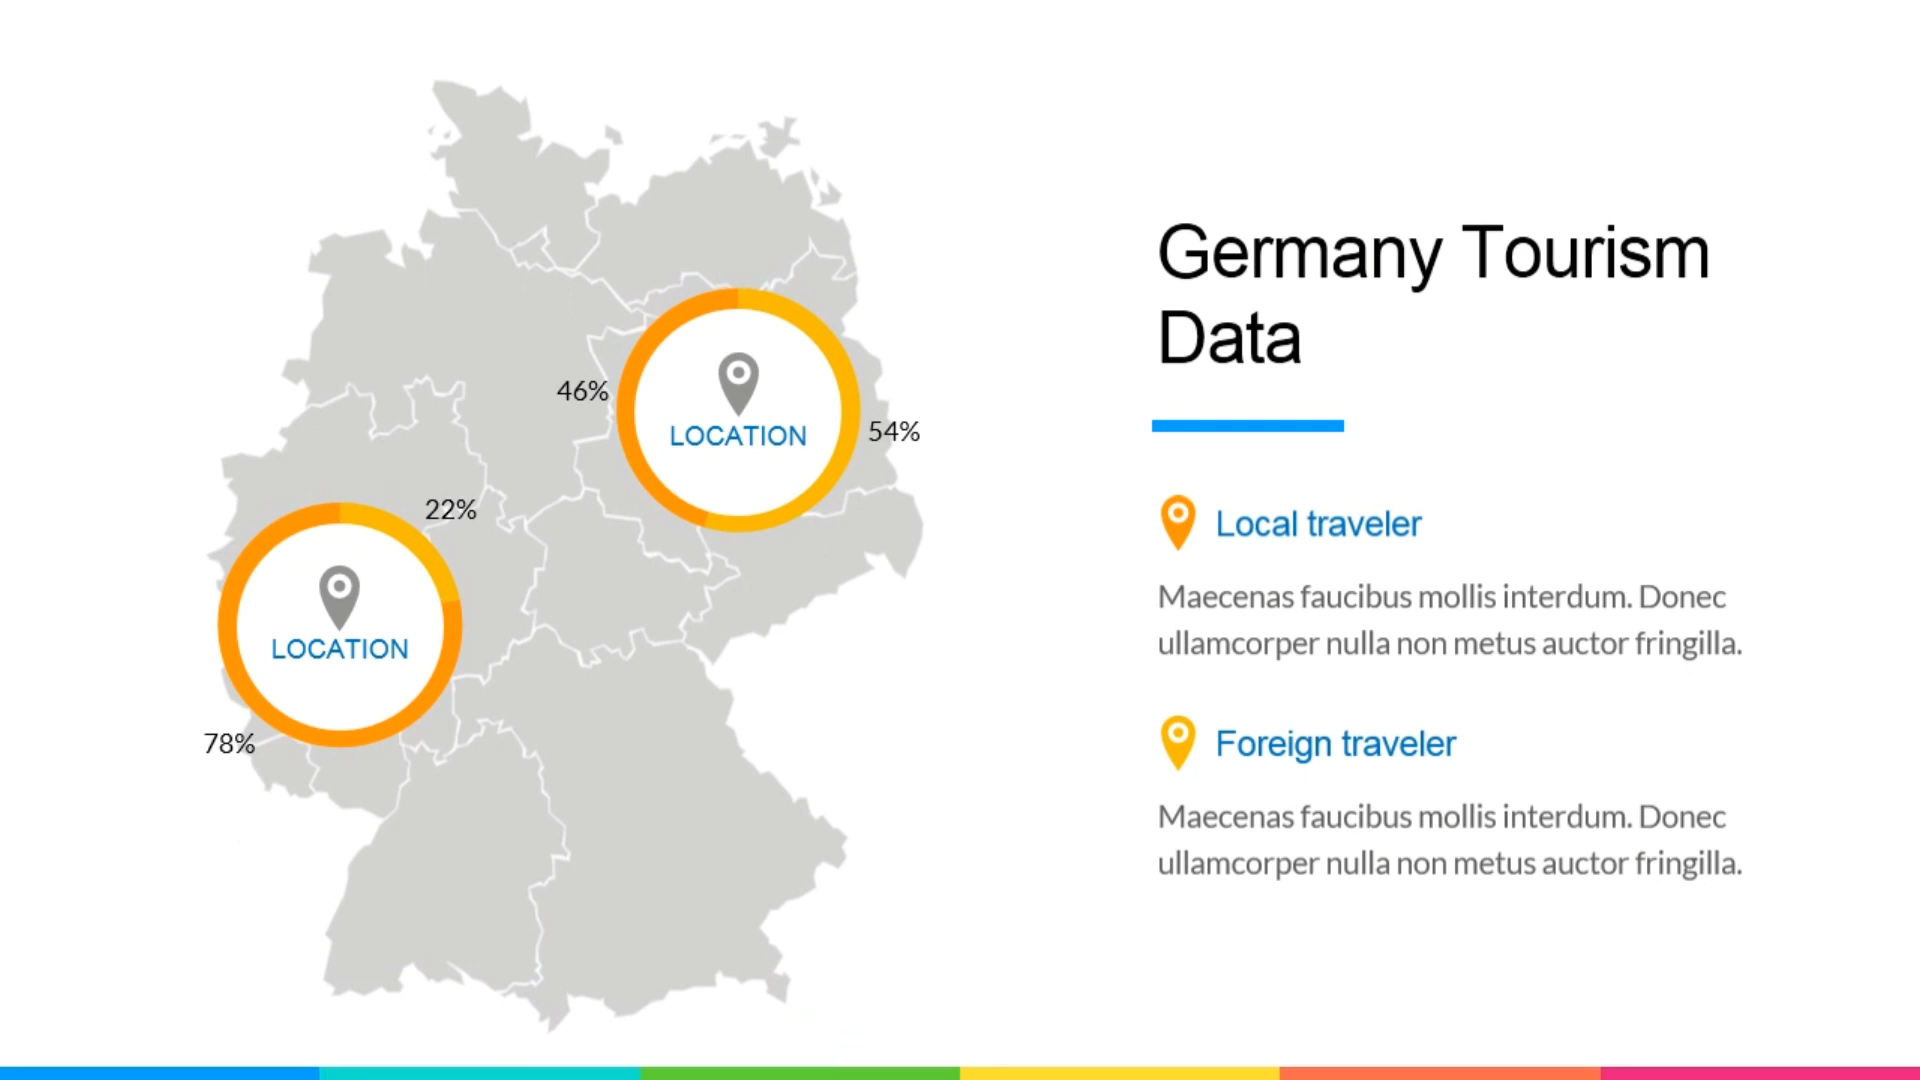 Germany Tourism
Data
46%
LOCATION
54%
22%
LOCATION
78%
Local traveler
Maecenas faucibus mollis interdum. Donec
ullamcorper nulla non metus auctor fringilla.
Foreign traveler
Maecenas faucibus mollis interdum. Donec
ullamcorper nulla non metus auctor fringilla.